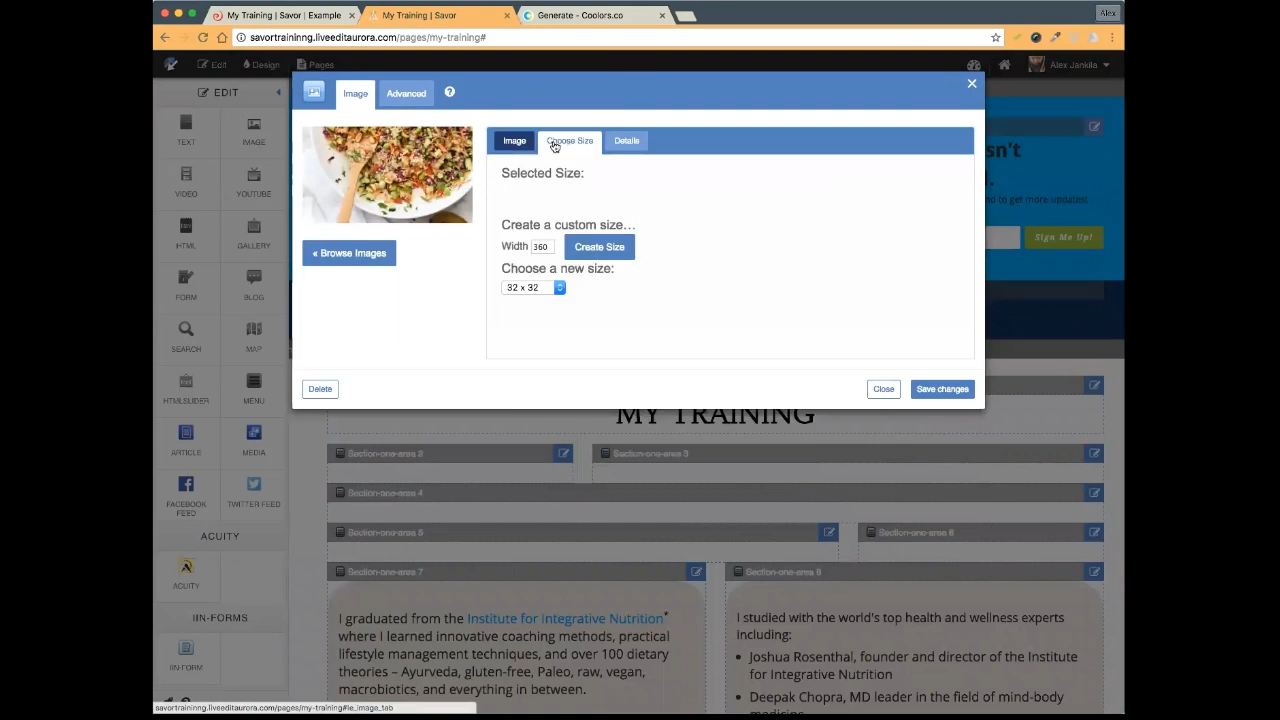 My Training | Savor | Example
My Training | Savor
Generate - Coolors.co
Alex
savortraininng.liveeditaurora.com/pages/my-training#
Edit
Design
Pages
Alex Jankila
EDIT
TEXT
IMAGE
VIDEO
YOUTUBE
HTML
GALLERY
FORM
BLOG
SEARCH
MAP
HTMLSLIDER
MENU
ARTICLE
MEDIA
FACEBOOK
FEED
TWITTER FEED
ACUITY
ACUITY
IIN-FORMS
IIN-FORM
Image
Advanced
« Browse Images
Image
Choose Size
Details
Selected Size:
Create a custom size...
Width 360
Create Size
Choose a new size:
32 x 32
Delete
Close
Save changes
sn't
d to get more updates!
Sign Me Up!
MY TRAINING
Section-one-area 2
Section-one-area 3
Section-one-area 4
Section-one-area 5
Section-one-area 6
Section-one-area 7
I graduated from the Institute for Integrative Nutrition*
where I learned innovative coaching methods, practical
lifestyle management techniques, and over 100 dietary
theories – Ayurveda, gluten-free, Paleo, raw, vegan,
macrobiotics, and everything in between.
I studied with the world's top health and wellness experts
including:
• Joshua Rosenthal, founder and director of the Institute
for Integrative Nutrition
• Deepak Chopra, MD leader in the field of mind-body
savortraininng.liveeditaurora.com/pages/my-training#le_image_tab